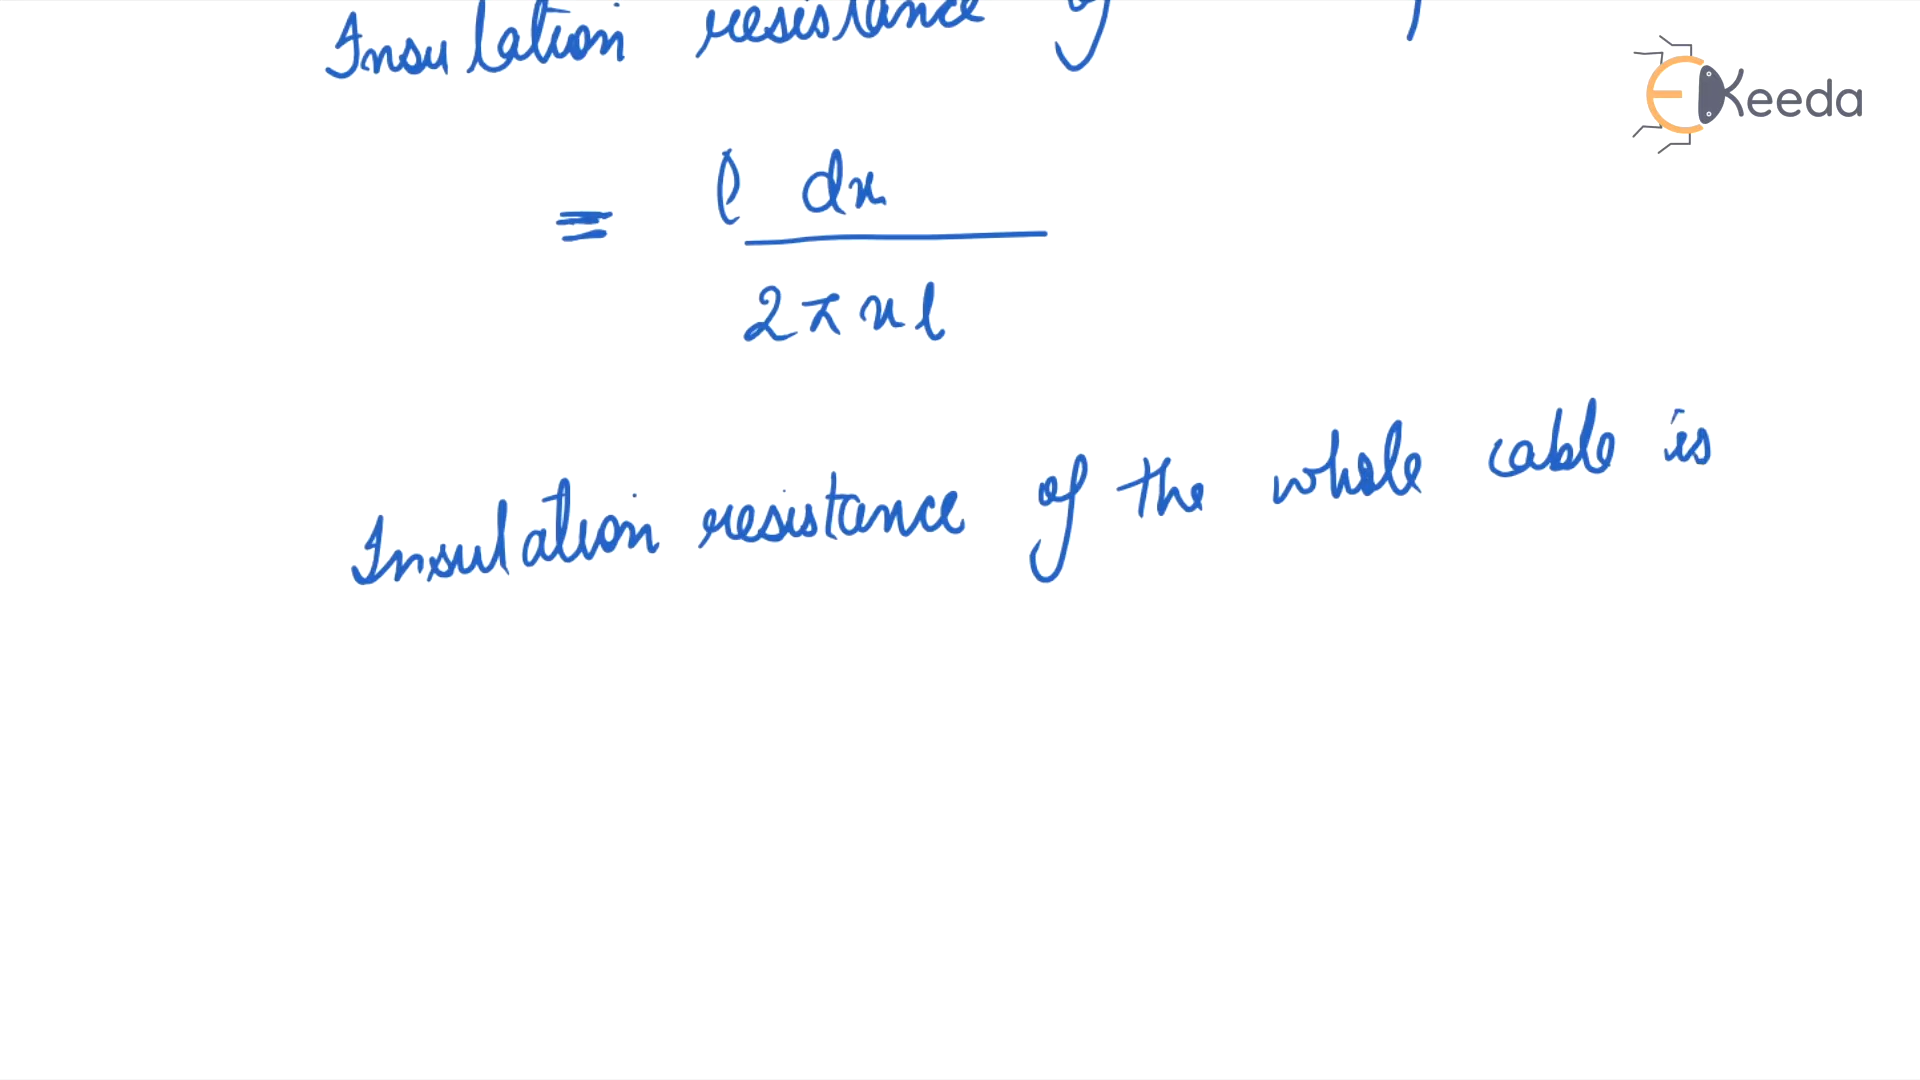 Insulation resistance of
EKeeda
= ρ dx
2πxl
Insulation resistance of the whole cable is